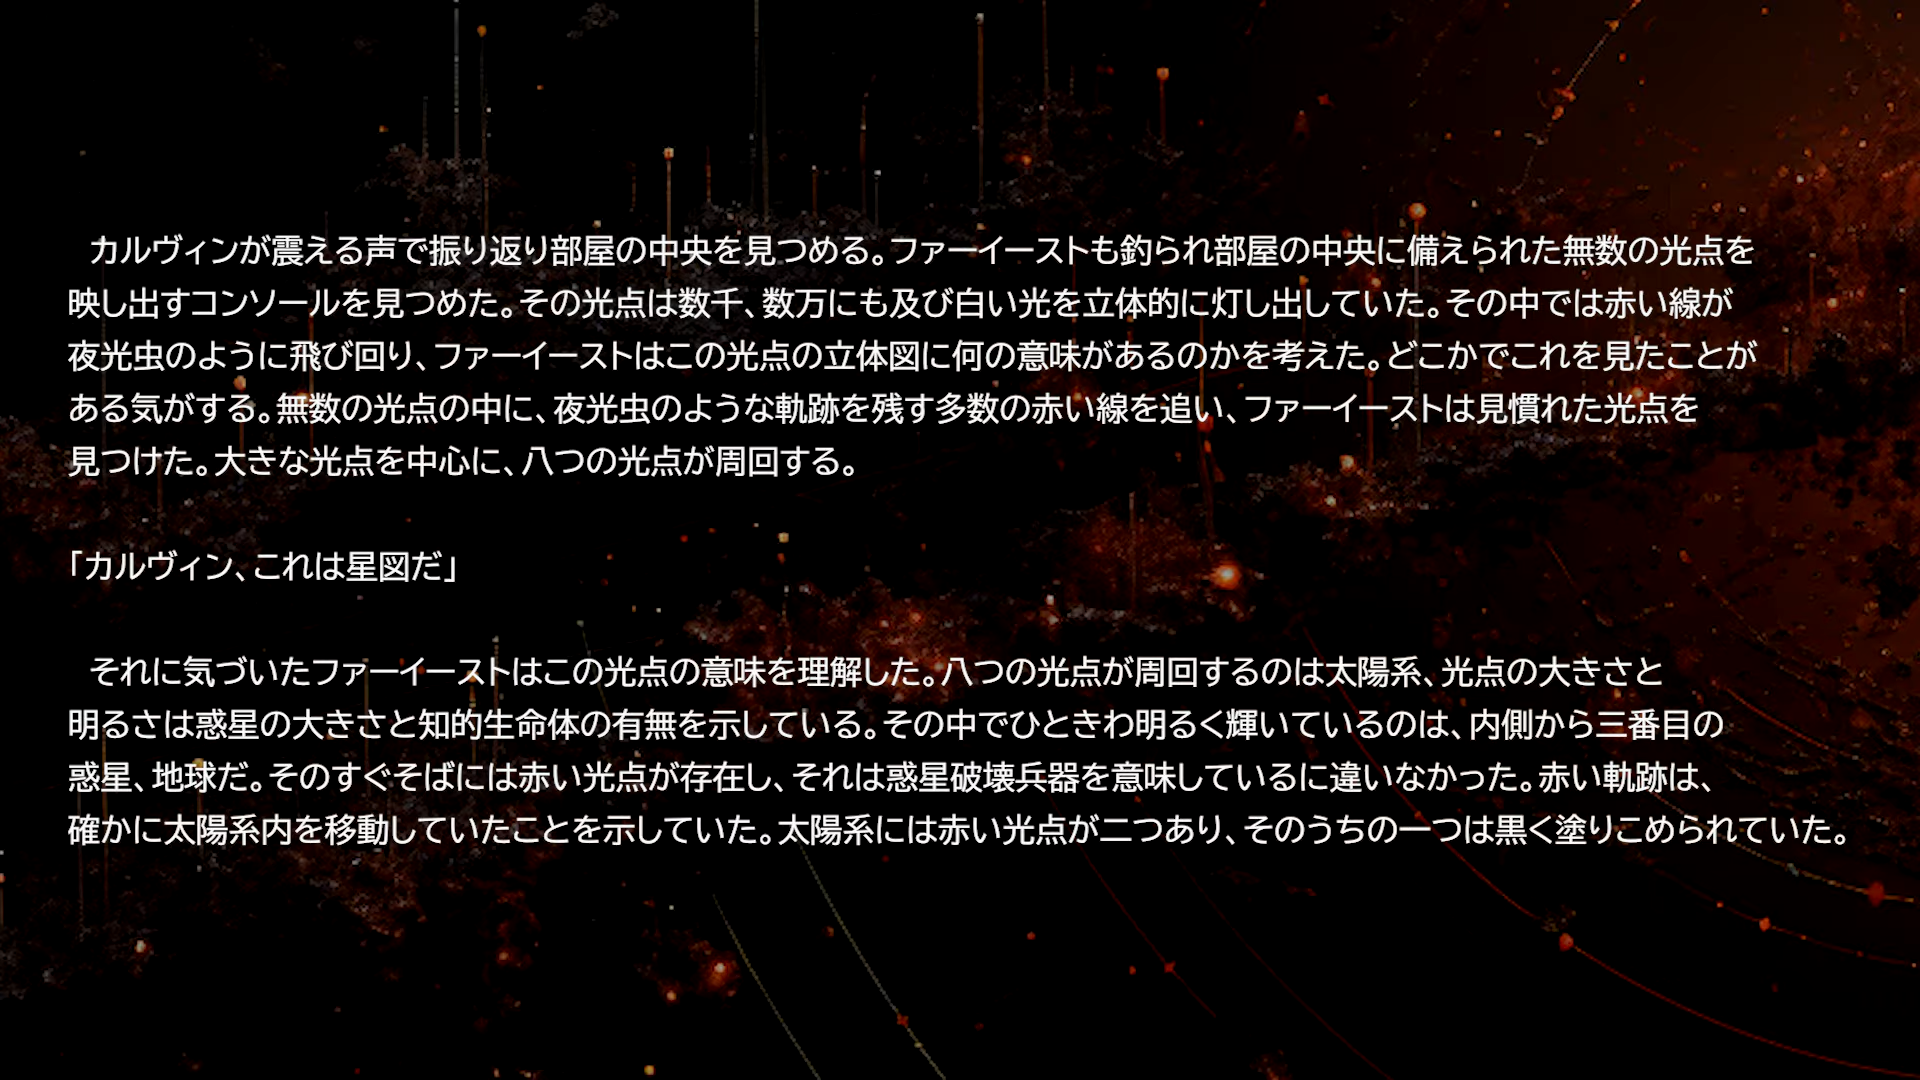 カルヴィンが震える声で振り返り部屋の中央を見つめる。ファーイーストも釣られ部屋の中央に備えられた無数の光点を
映し出すコンソールを見つめた。その光点は数千、数万にも及び白い光を立体的に灯し出していた。その中では赤い線が
夜光虫のように飛び回り、ファーイーストはこの光点の立体図に何の意味があるのかを考えた。どこかでこれを見たことが
ある気がする。無数の光点の中に、夜光虫のような軌跡を残す多数の赤い線を追い、ファーイーストは見慣れた光点を
見つけた。大きな光点を中心に、八つの光点が周回する。
「カルヴィン、これは星図だ」
それに気づいたファーイーストはこの光点の意味を理解した。八つの光点が周回するのは太陽系、光点の大きさと
明るさは惑星の大きさと知的生命体の有無を示している。その中でひときわ明るく輝いているのは、内側から三番目の
惑星、地球だ。そのすぐそばには赤い光点が存在し、それは惑星破壊兵器を意味しているに違いなかった。赤い軌跡は、
確かに太陽系内を移動していたことを示していた。太陽系には赤い光点が二つあり、そのうちの一つは黒く塗りこめられていた。